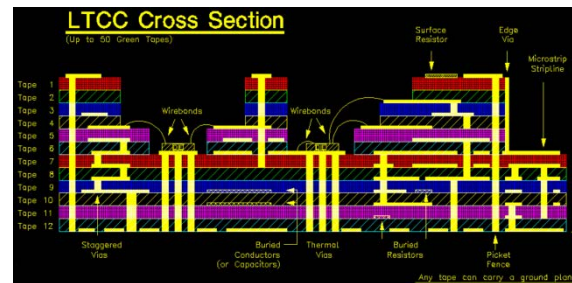 LTCC Cross Section
(Up to 50 Green Tapes)
Surface
Resistor
Edge
Via
Microstrip
Stripline
Tape 1
Tape 2
Tape 3
Tape 4
Tape 5
Tape 6
Tape 7
Tape 8
Tape 9
Tape 10
Tape 11
Tape 12
Wirebonds
Wirebonds
Staggered
Vias
Buried
Conductors
(or Capacitors)
Thermal
Vias
Buried
Resistors
Picket
Fence
Any tape can carry a ground plan